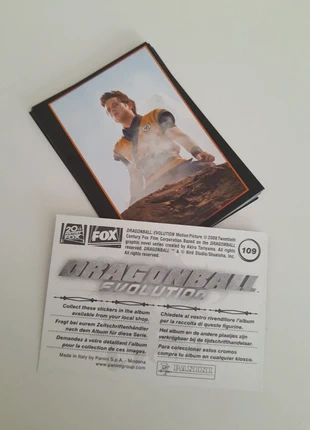 20th CENTURY FOX
FOX
DRAGONBALL: EVOLUTION Motion Picture © 2009 Twentieth
Century Fox Film Corporation Based on the DRAGONBALL
graphic novel series created by Akira Toriyama. All
rights reserved. DRAGONBALL ™ & © Bird Studio/Shueisha, Inc.
All rights reserved.
109
DRAGONBALL
EVOLUTION
Collect these stickers in the album
available from your local shop.
Fragt bei eurem Zeitschriftenhändler
nach dem Album für diese Serie.
Demandez à votre détaillant l'album
pour la collection de ces images.
Made in Italy by Panini S.p.A. - Modena
www.paninigroup.com
Chiedete al vostro rivenditore l'album
per la raccolta di queste figurine.
Het album en de andere plaatjes zijn
verkrijgbaar bij de tijdschriftenhandelaar.
Para coleccionar estos cromos
compra tu álbum en cualquier kiosco.
PANINI